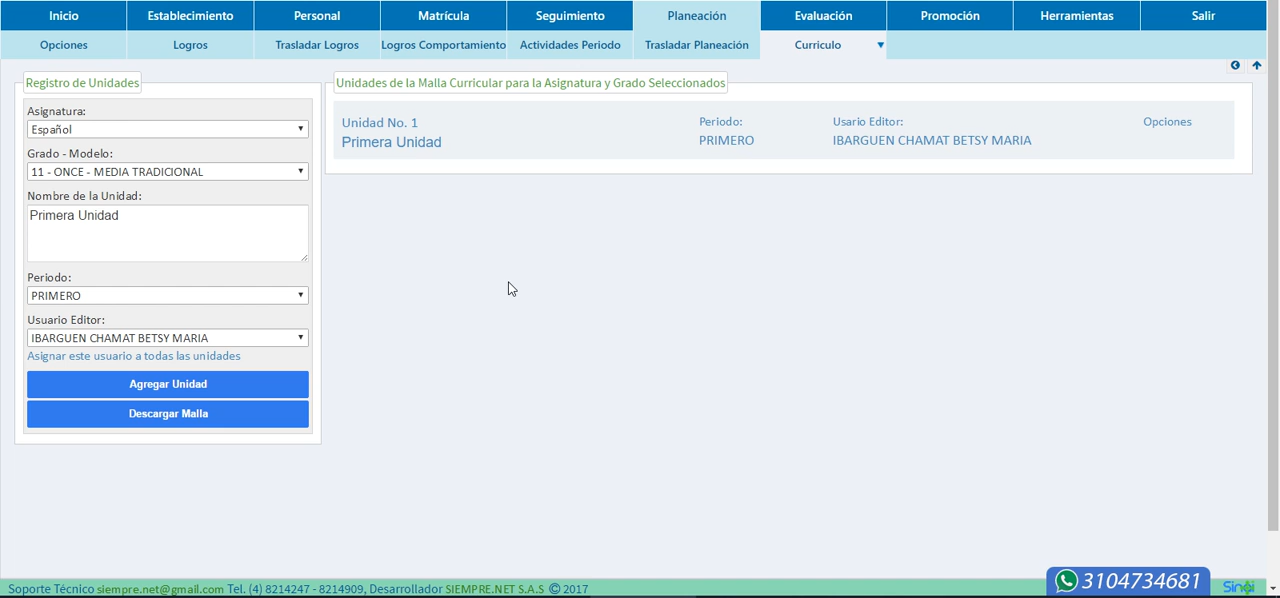 Inicio Establecimiento Personal Matrícula Seguimiento Planeación Evaluación Promoción Herramientas Salir
Opciones Logros Trasladar Logros Logros Comportamiento Actividades Periodo Trasladar Planeación Curriculo
Registro de Unidades
Asignatura:
Español
Grado - Modelo:
11 - ONCE - MEDIA TRADICIONAL
Nombre de la Unidad:
Primera Unidad
Periodo:
PRIMERO
Usuario Editor:
IBARGUEN CHAMAT BETSY MARIA
Asignar este usuario a todas las unidades
Agregar Unidad
Descargar Malla
Unidades de la Malla Curricular para la Asignatura y Grado Seleccionados
Unidad No. 1 Periodo: Usario Editor: Opciones
Primera Unidad PRIMERO IBARGUEN CHAMAT BETSY MARIA
Soporte Técnico siempre.net@gmail.com Tel. (4) 8214247 - 8214909, Desarrollador SIEMPRE.NET S.A.S © 2017
3104734681